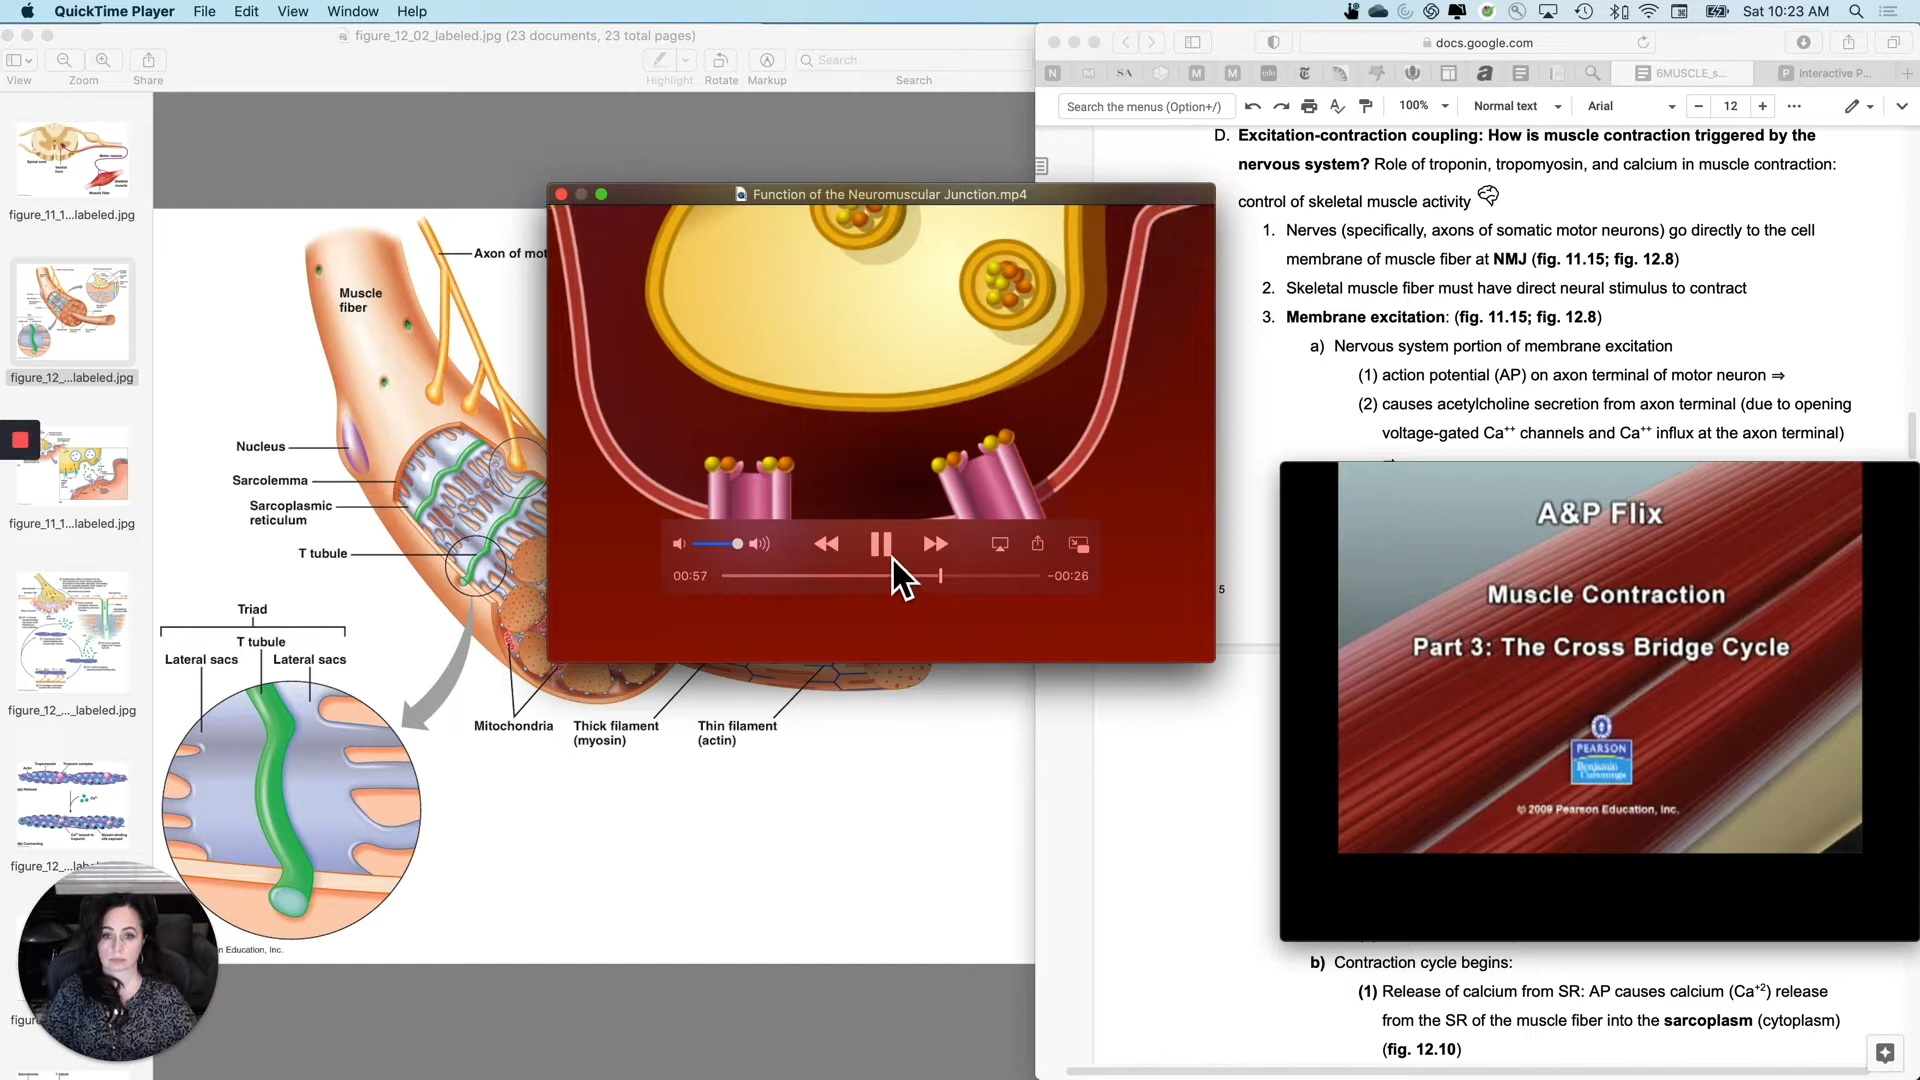 QuickTime Player File Edit View Window Help
Sat 10:23 AM
figure_12_02_labeled.jpg (23 documents, 23 total pages)
Search
View Zoom Share Highlight Rotate Markup Search
figure_11_1...labeled.jpg
figure_12_...labeled.jpg
figure_11_1...labeled.jpg
figure_12_..._labeled.jpg
Axon of mot
Muscle
fiber
Nucleus
Sarcolemma
Sarcoplasmic
reticulum
T tubule
Triad
T tubule
Lateral sacs Lateral sacs
Mitochondria
Thick filament
(myosin)
Thin filament
(actin)
n Education, Inc.
Function of the Neuromuscular Junction.mp4
00:57 −00:26
docs.google.com
6MUSCLE_s...
Interactive P...
Search the menus (Option+/)
100% Normal text Arial 12
D. Excitation-contraction coupling: How is muscle contraction triggered by the
nervous system? Role of troponin, tropomyosin, and calcium in muscle contraction:
control of skeletal muscle activity
1. Nerves (specifically, axons of somatic motor neurons) go directly to the cell
membrane of muscle fiber at NMJ (fig. 11.15; fig. 12.8)
2. Skeletal muscle fiber must have direct neural stimulus to contract
3. Membrane excitation: (fig. 11.15; fig. 12.8)
a) Nervous system portion of membrane excitation
(1) action potential (AP) on axon terminal of motor neuron ⇒
(2) causes acetylcholine secretion from axon terminal (due to opening
voltage-gated Ca⁺⁺ channels and Ca⁺⁺ influx at the axon terminal)
5
A&P Flix
Muscle Contraction
Part 3: The Cross Bridge Cycle
PEARSON
Benjamin
Cummings
© 2009 Pearson Education, Inc.
b) Contraction cycle begins:
(1) Release of calcium from SR: AP causes calcium (Ca⁺²) release
from the SR of the muscle fiber into the sarcoplasm (cytoplasm)
(fig. 12.10)